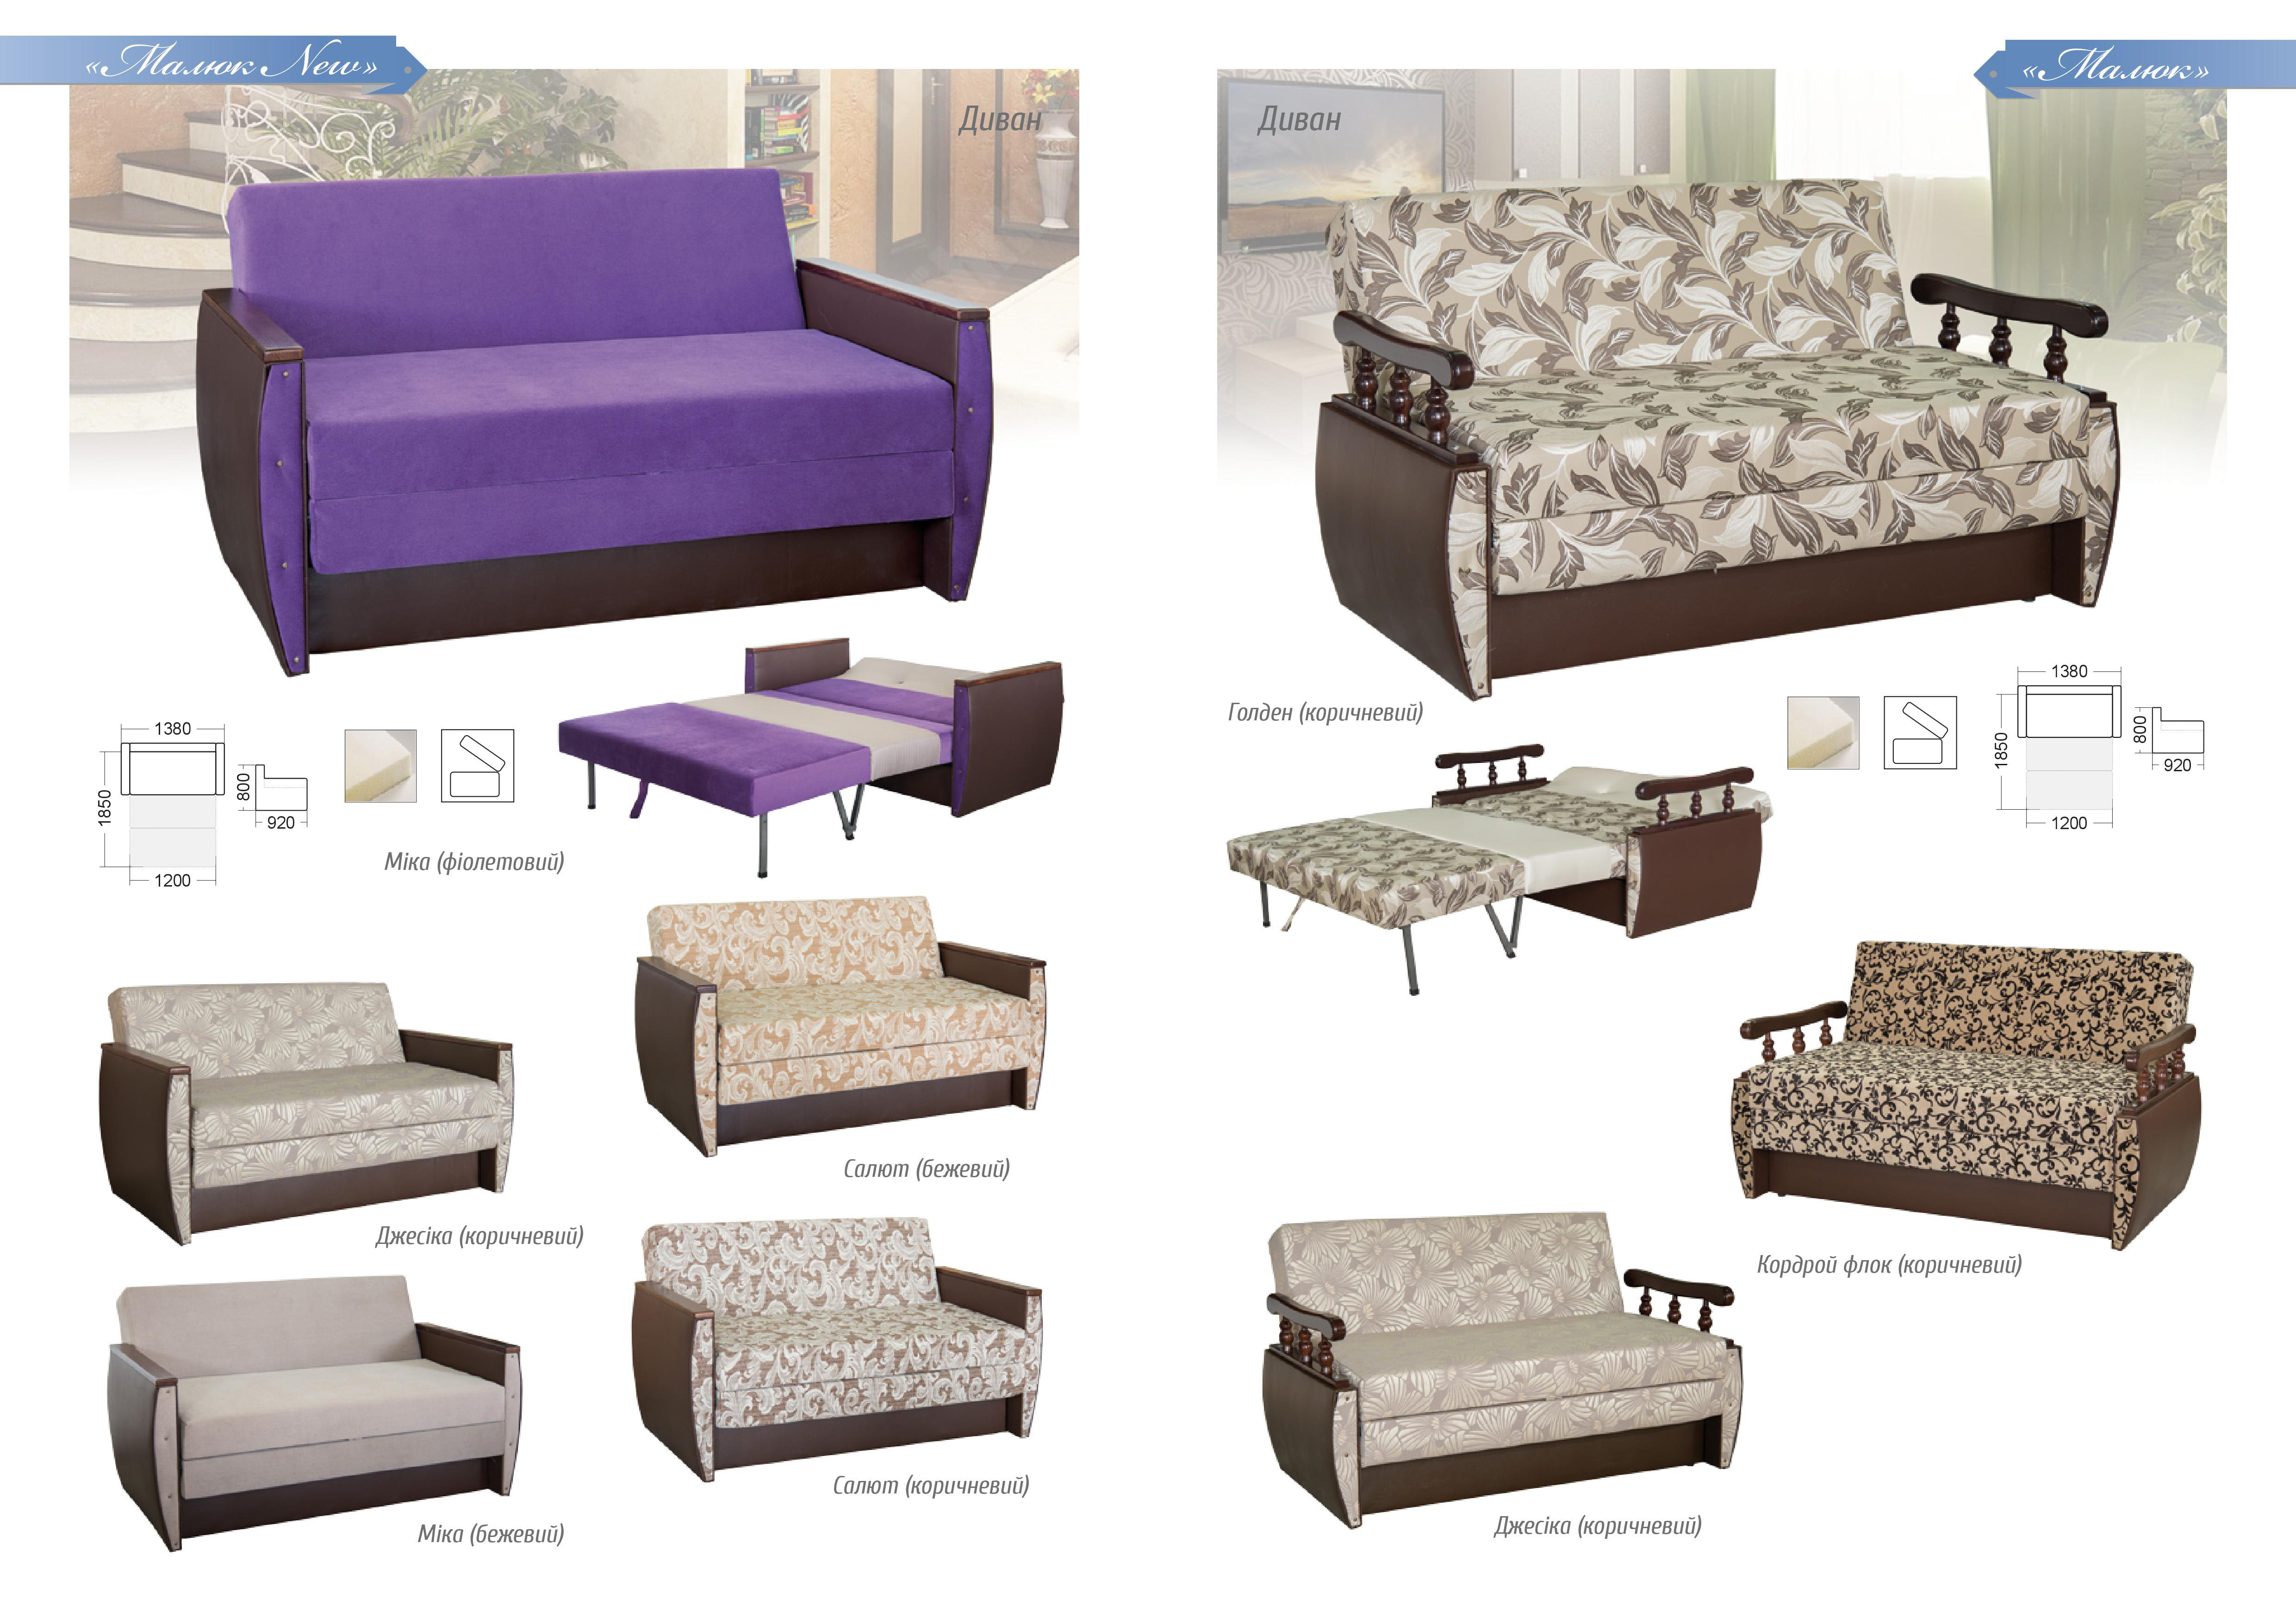 «Малюк New»
Диван
1380
1850
800
920
1200
Міка (фіолетовий)
Салют (бежевий)
Джесіка (коричневий)
Салют (коричневий)
Міка (бежевий)
«Малюк»
Диван
Голден (коричневий)
1380
1850
800
920
1200
Кордрой флок (коричневий)
Джесіка (коричневий)